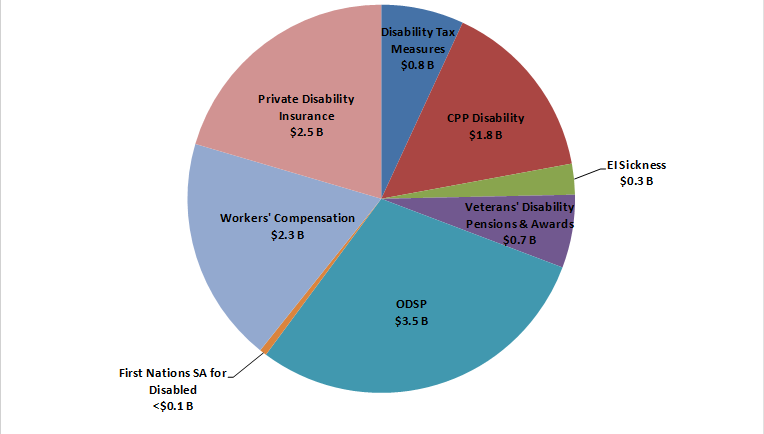 Disability Tax
Measures
$0.8 B
CPP Disability
$1.8 B
EI Sickness
$0.3 B
Veterans' Disability
Pensions & Awards
$0.7 B
ODSP
$3.5 B
First Nations SA for
Disabled
<$0.1 B
Workers' Compensation
$2.3 B
Private Disability
Insurance
$2.5 B